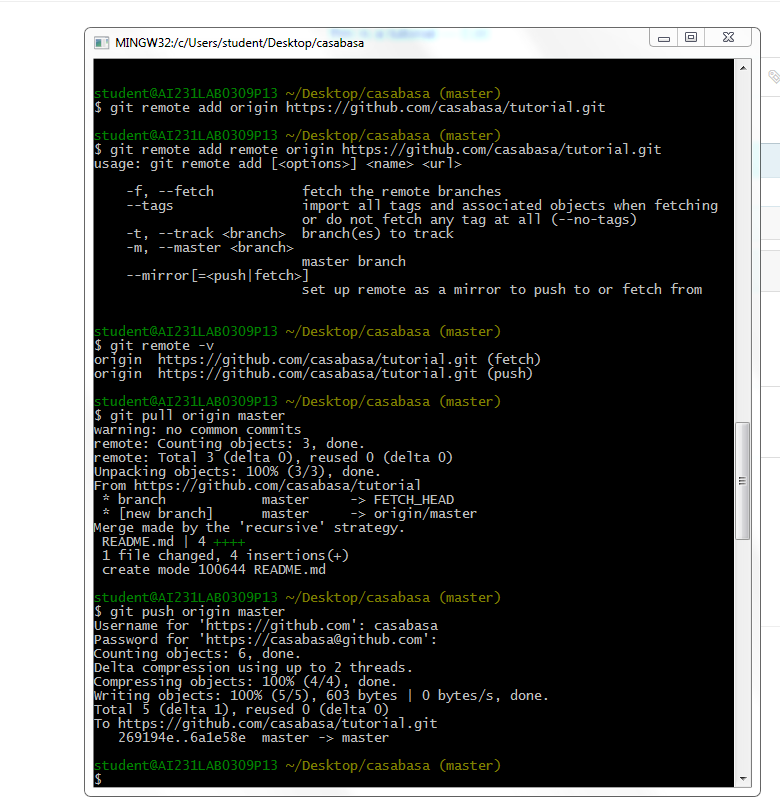 MINGW32:/c/Users/student/Desktop/casabasa
student@AI231LAB0309P13 ~/Desktop/casabasa (master)
$ git remote add origin https://github.com/casabasa/tutorial.git
student@AI231LAB0309P13 ~/Desktop/casabasa (master)
$ git remote add remote origin https://github.com/casabasa/tutorial.git
usage: git remote add [<options>] <name> <url>
-f, --fetch           fetch the remote branches
--tags                import all tags and associated objects when fetching
or do not fetch any tag at all (--no-tags)
-t, --track <branch>  branch(es) to track
-m, --master <branch>
master branch
--mirror[=<push|fetch>]
set up remote as a mirror to push to or fetch from
student@AI231LAB0309P13 ~/Desktop/casabasa (master)
$ git remote -v
origin  https://github.com/casabasa/tutorial.git (fetch)
origin  https://github.com/casabasa/tutorial.git (push)
student@AI231LAB0309P13 ~/Desktop/casabasa (master)
$ git pull origin master
warning: no common commits
remote: Counting objects: 3, done.
remote: Total 3 (delta 0), reused 0 (delta 0)
Unpacking objects: 100% (3/3), done.
From https://github.com/casabasa/tutorial
* branch            master     -> FETCH_HEAD
* [new branch]      master     -> origin/master
Merge made by the 'recursive' strategy.
README.md | 4 ++++
1 file changed, 4 insertions(+)
create mode 100644 README.md
student@AI231LAB0309P13 ~/Desktop/casabasa (master)
$ git push origin master
Username for 'https://github.com': casabasa
Password for 'https://casabasa@github.com':
Counting objects: 6, done.
Delta compression using up to 2 threads.
Compressing objects: 100% (4/4), done.
Writing objects: 100% (5/5), 603 bytes | 0 bytes/s, done.
Total 5 (delta 1), reused 0 (delta 0)
To https://github.com/casabasa/tutorial.git
269194e..6a1e58e  master -> master
student@AI231LAB0309P13 ~/Desktop/casabasa (master)
$